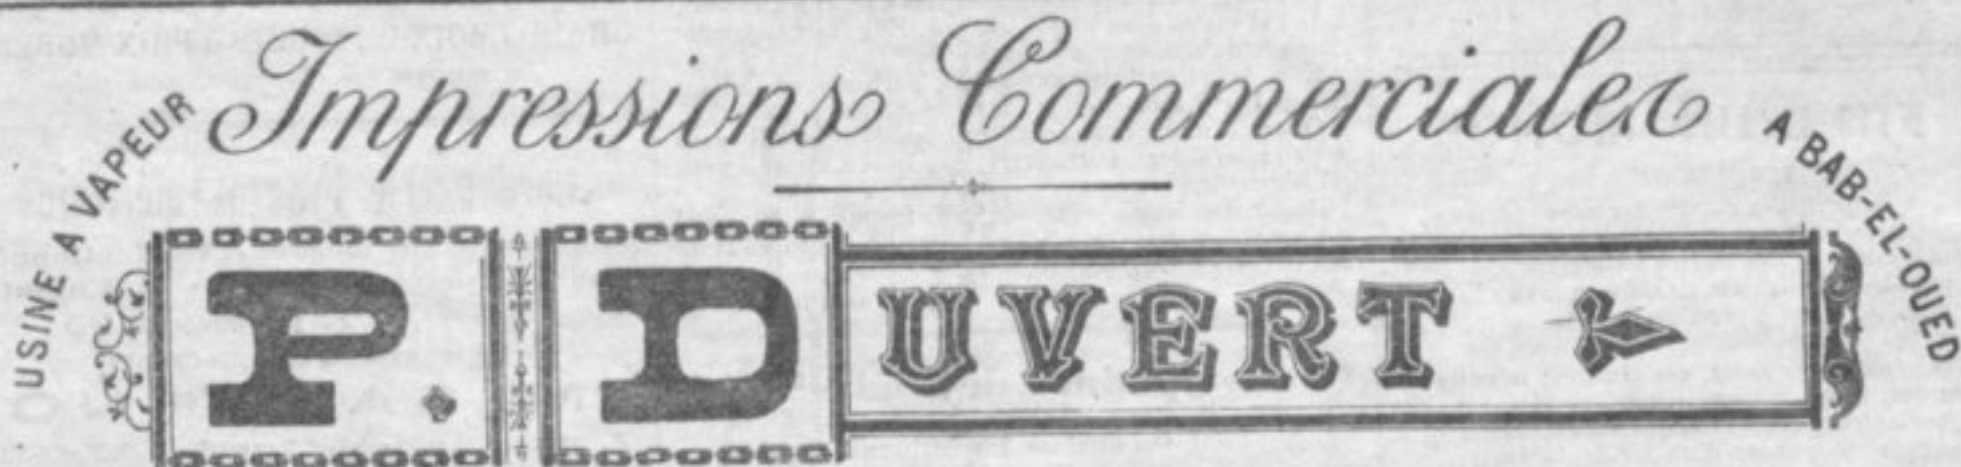 Impressions Commerciales
USINE A VAPEUR
A BAB-EL-OUED
P. DUVERT